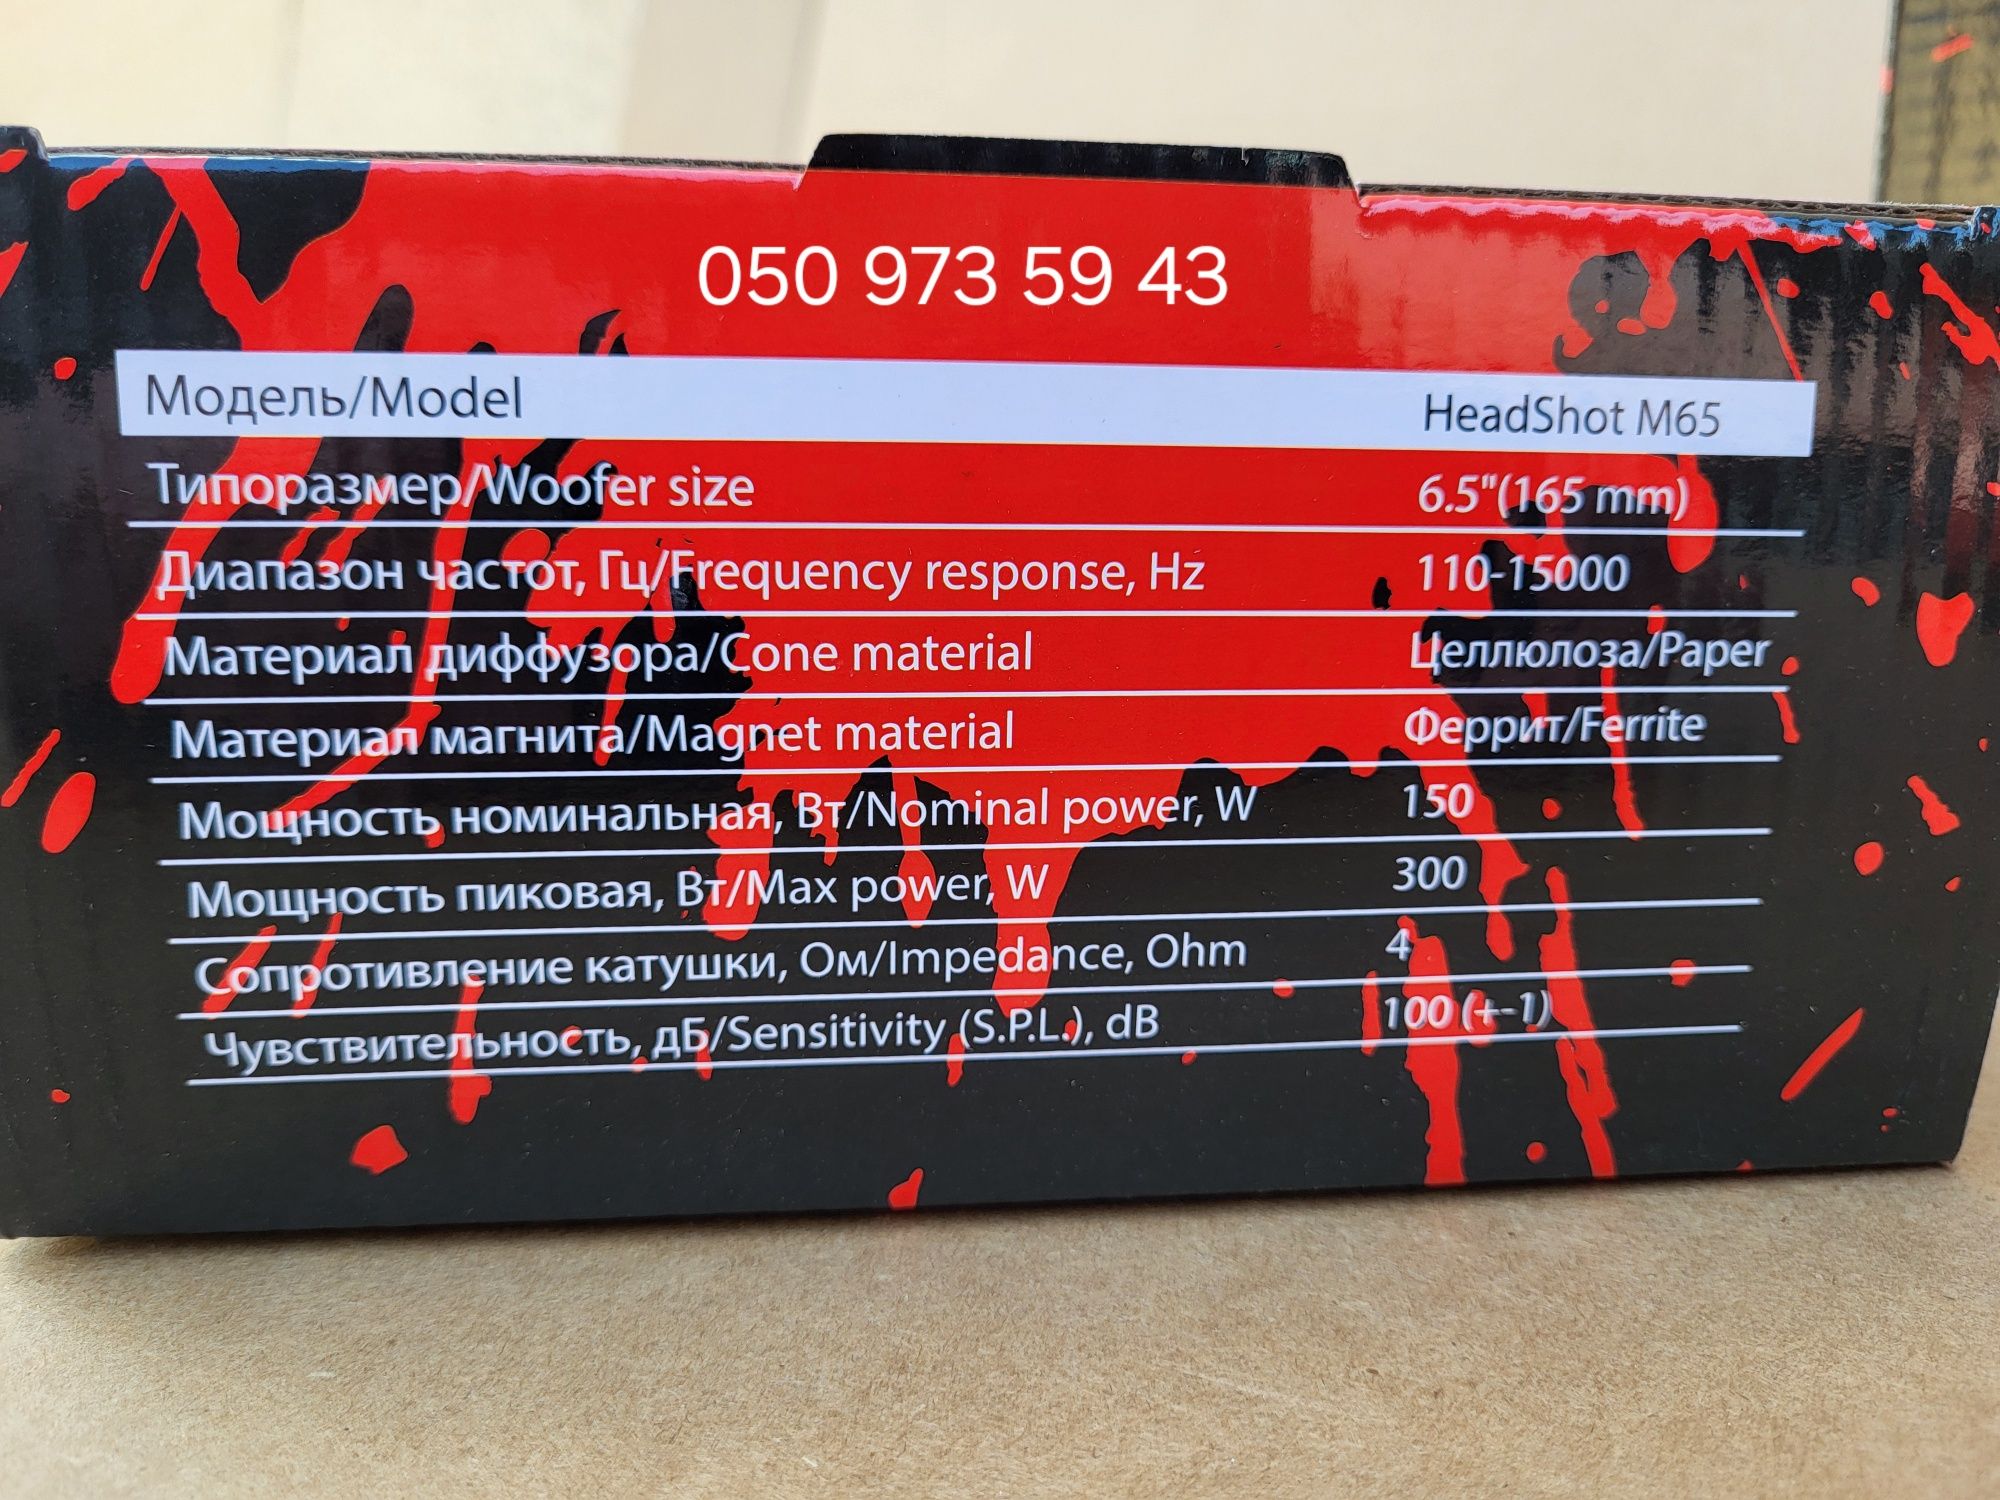 050 973 59 43
Модель/Model HeadShot M65
Типоразмер/Woofer size 6.5"(165 mm)
Диапазон частот, Гц/Frequency response, Hz 110-15000
Материал диффузора/Cone material Целлюлоза/Paper
Материал магнита/Magnet material Феррит/Ferrite
Мощность номинальная, Вт/Nominal power, W 150
Мощность пиковая, Вт/Max power, W 300
Сопротивление катушки, Ом/Impedance, Ohm 4
Чувствительность, дБ/Sensitivity (S.P.L.), dB 100 (+-1)